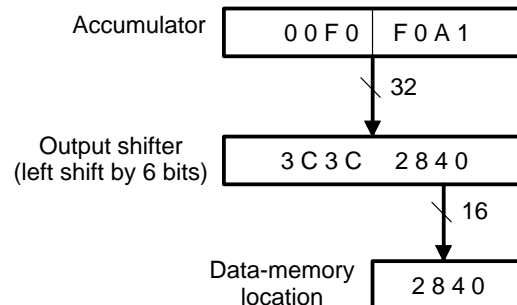 Accumulator
00F0 F0A1
32
Output shifter
(left shift by 6 bits)
3C3C 2840
16
Data-memory
location
2840